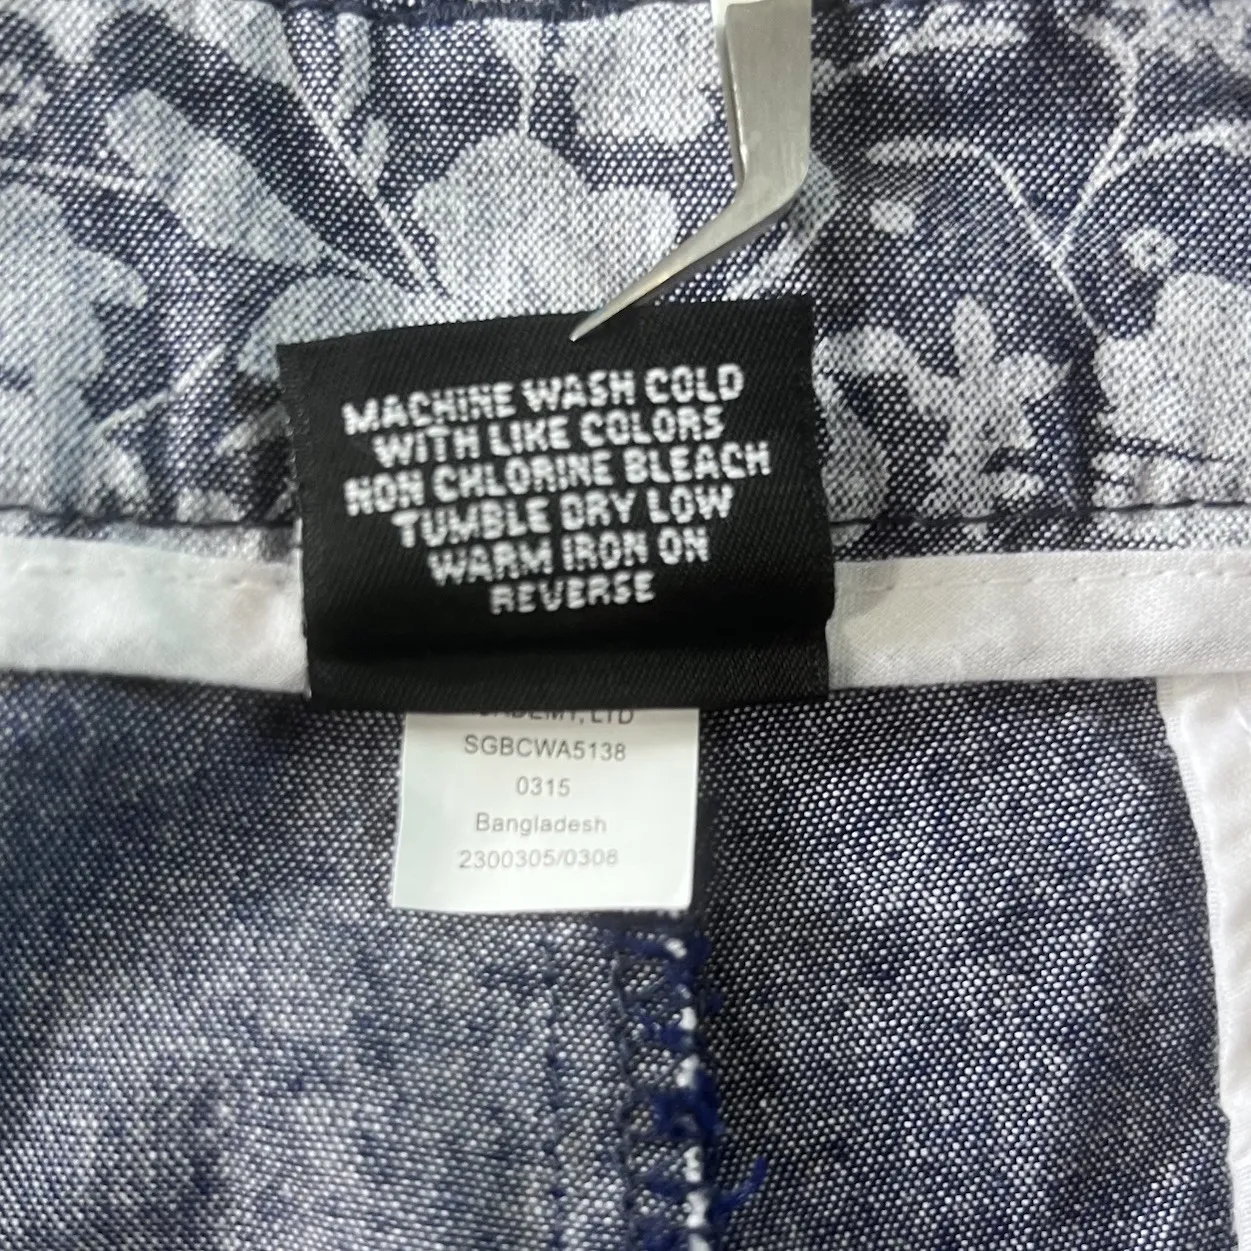 MACHINE WASH COLD
WITH LIKE COLORS
NON CHLORINE BLEACH
TUMBLE DRY LOW
WARM IRON ON
REVERSE
LTD
SGBCWA5138
0315
Bangladesh
2300305/0308